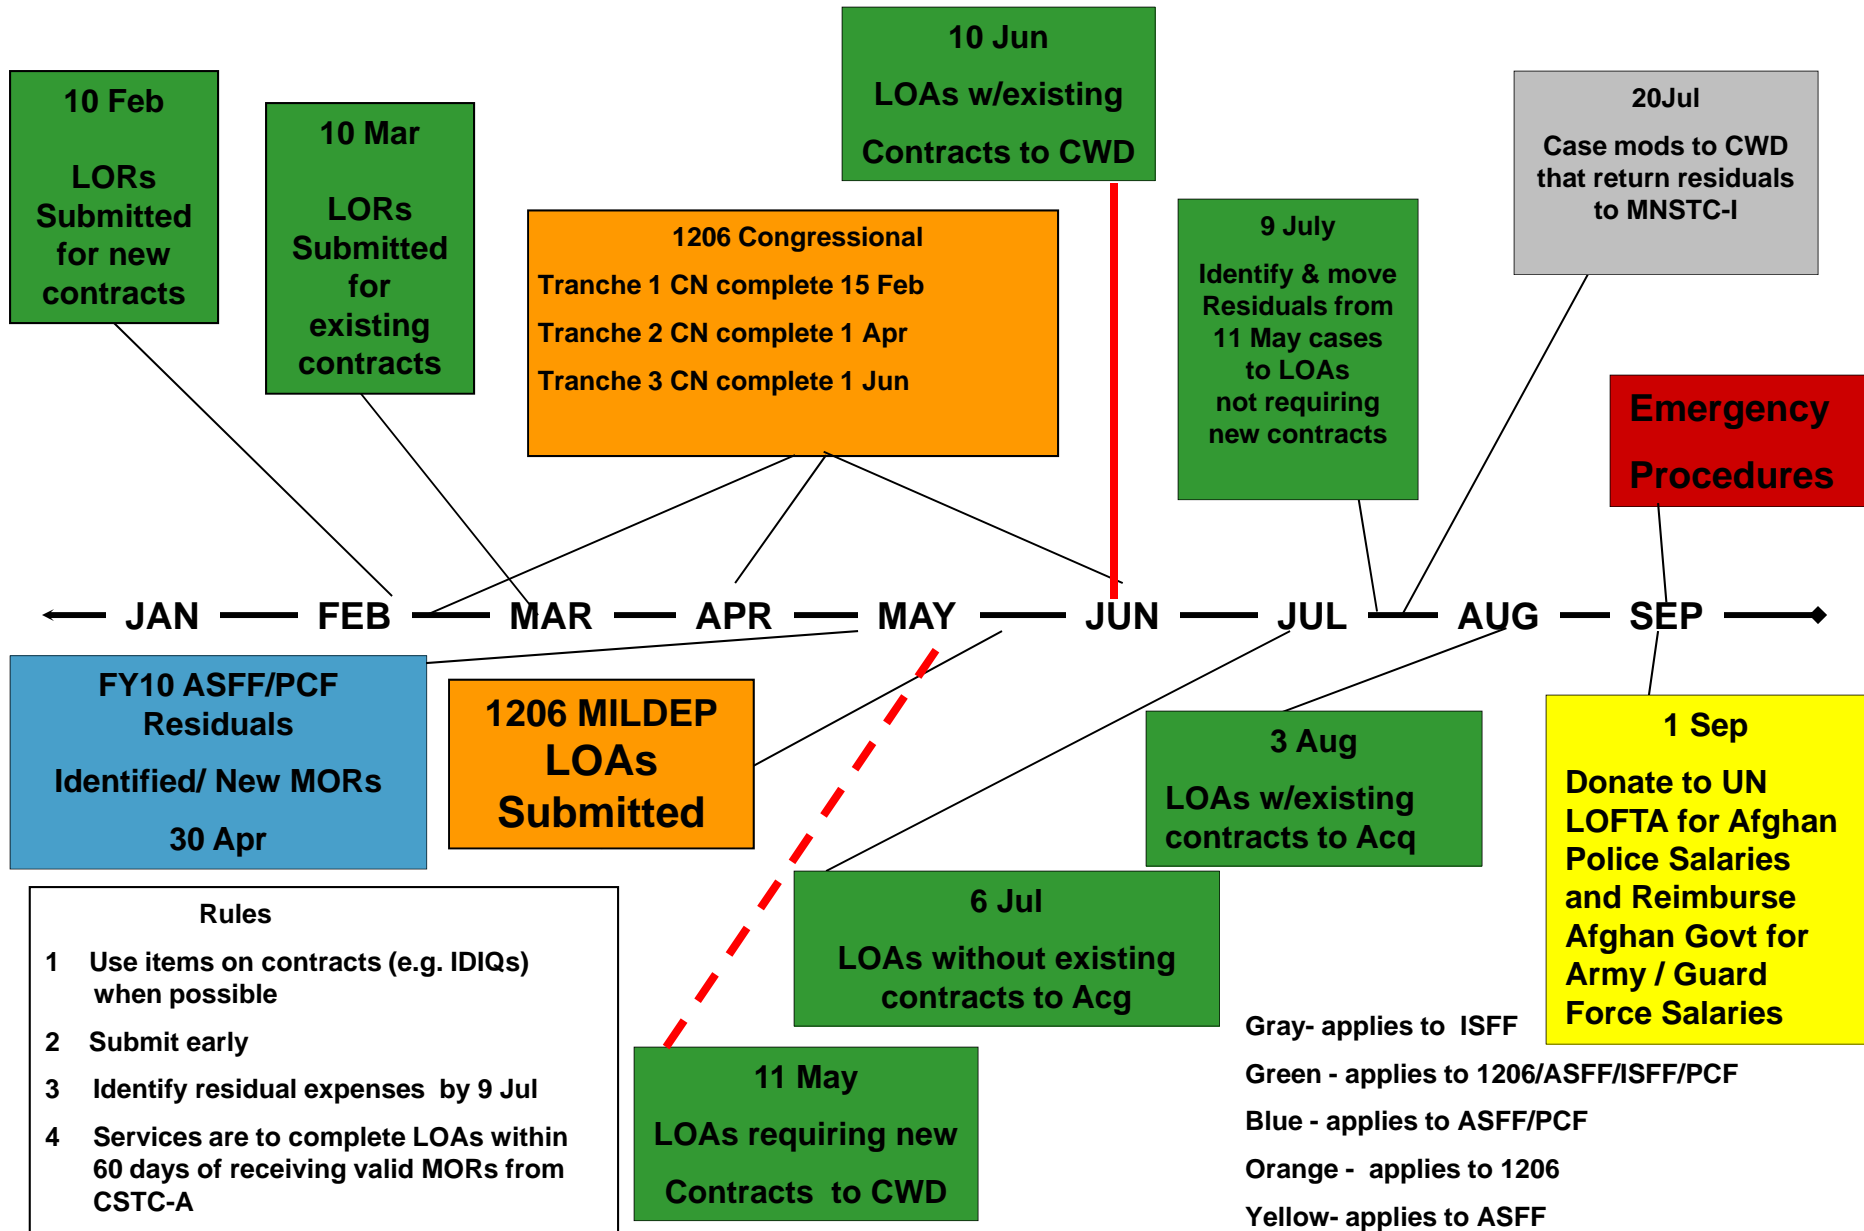 10 Feb
LORs
Submitted
for new
contracts
10 Mar
LORs
Submitted
for
existing
contracts
1206 Congressional
Tranche 1 CN complete 15 Feb
Tranche 2 CN complete 1 Apr
Tranche 3 CN complete 1 Jun
10 Jun
LOAs w/existing
Contracts to CWD
9 July
Identify & move
Residuals from
11 May cases
to LOAs
not requiring
new contracts
20Jul
Case mods to CWD
that return residuals
to MNSTC-I
Emergency
Procedures
JAN FEB MAR APR MAY JUN JUL AUG SEP
FY10 ASFF/PCF
Residuals
Identified/ New MORs
30 Apr
1206 MILDEP
LOAs
Submitted
11 May
LOAs requiring new
Contracts to CWD
6 Jul
LOAs without existing
contracts to Acg
3 Aug
LOAs w/existing
contracts to Acq
1 Sep
Donate to UN
LOFTA for Afghan
Police Salaries
and Reimburse
Afghan Govt for
Army / Guard
Force Salaries
Rules
1 Use items on contracts (e.g. IDIQs)
when possible
2 Submit early
3 Identify residual expenses by 9 Jul
4 Services are to complete LOAs within
60 days of receiving valid MORs from
CSTC-A
Gray- applies to ISFF
Green - applies to 1206/ASFF/ISFF/PCF
Blue - applies to ASFF/PCF
Orange - applies to 1206
Yellow- applies to ASFF